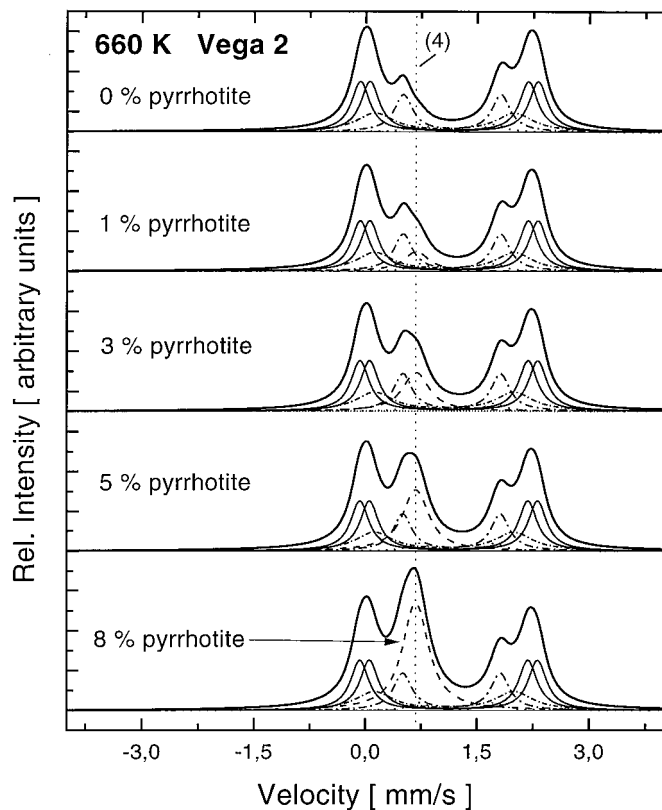 660 K Vega 2
(4)
0 % pyrrhotite
1 % pyrrhotite
3 % pyrrhotite
5 % pyrrhotite
8 % pyrrhotite
Rel. Intensity [ arbitrary units ]
-3,0 -1,5 0,0 1,5 3,0
Velocity [ mm/s ]